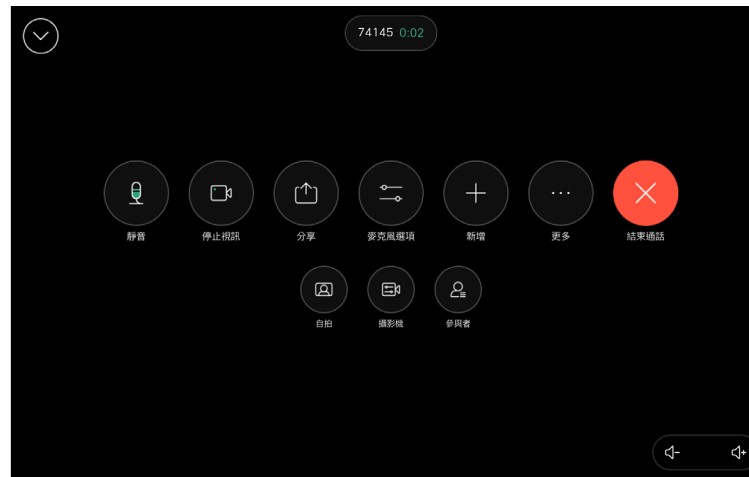 74145 0:02
靜音
停止視訊
分享
麥克風選項
新增
更多
結束通話
自拍
攝影機
參與者